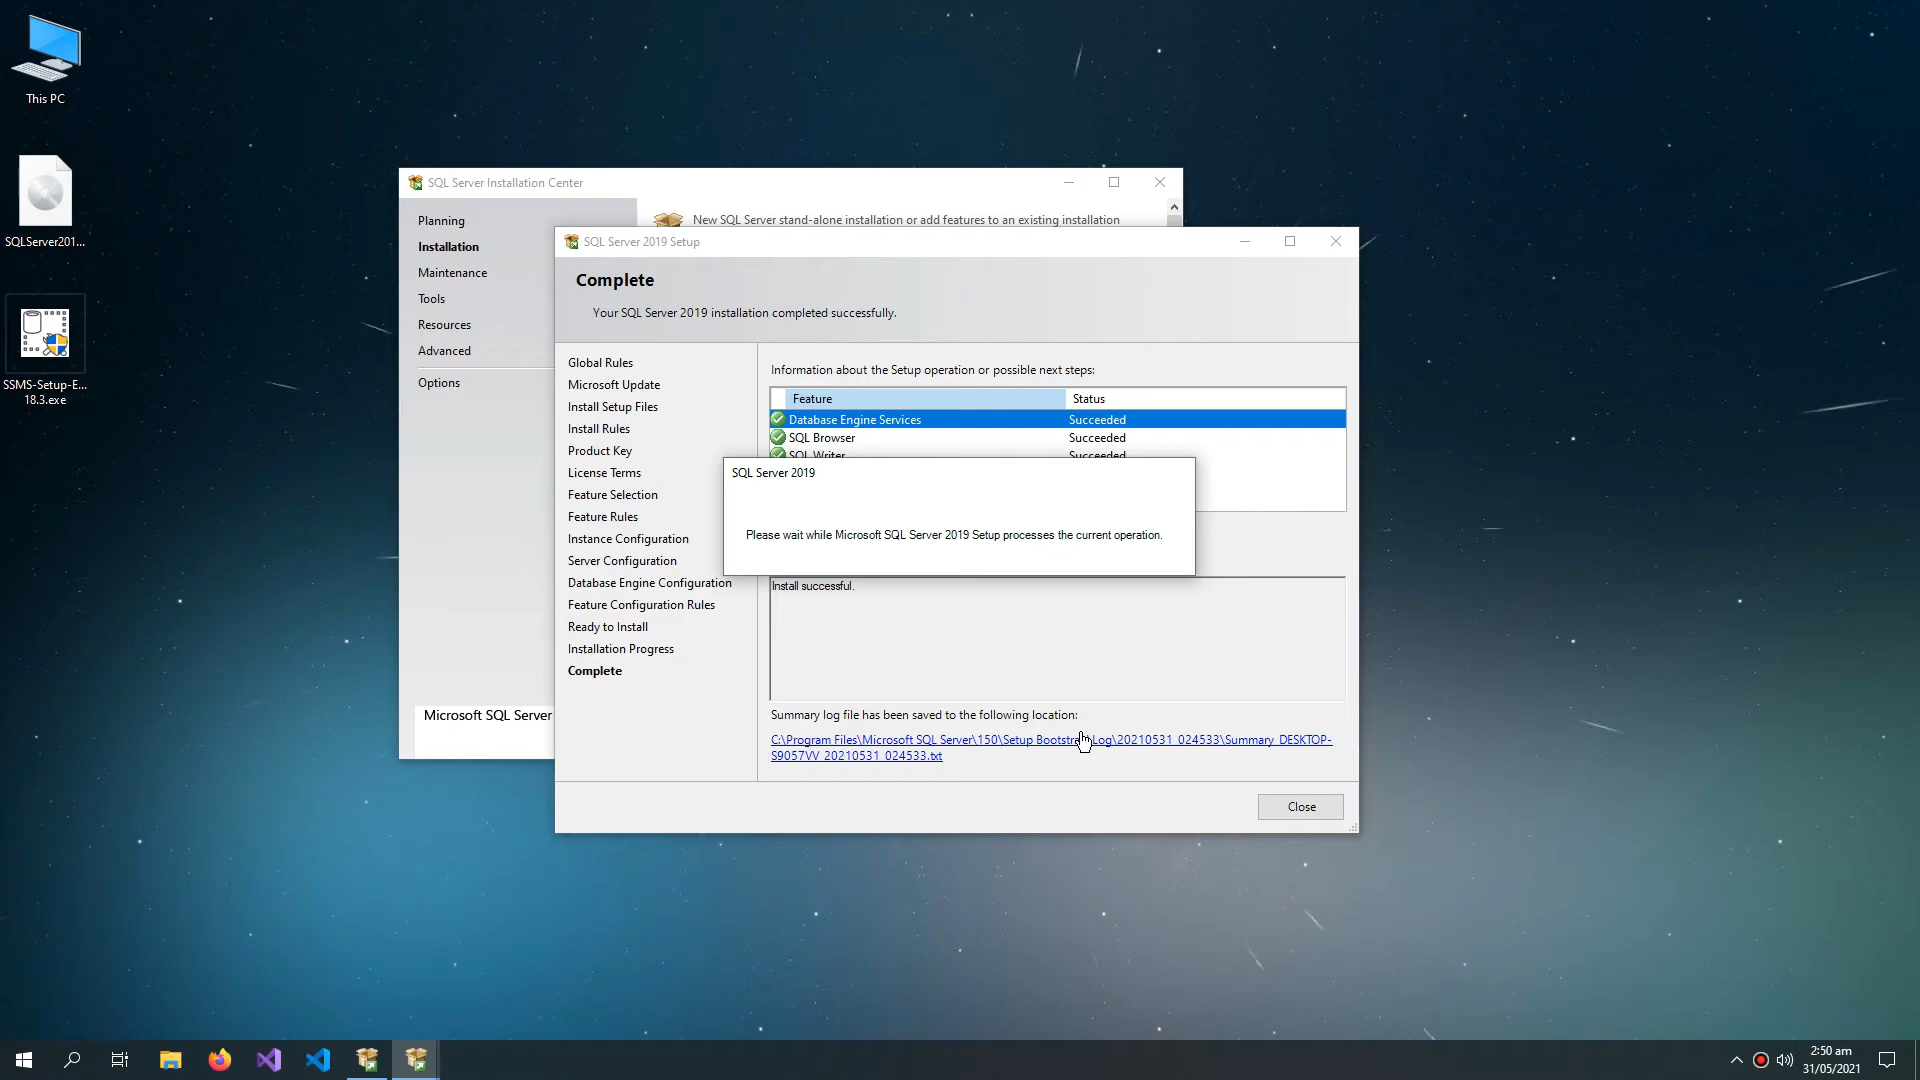 This PC
SQLServer201...
SSMS-Setup-E...
18.3.exe
SQL Server Installation Center
Planning
Installation
Maintenance
Tools
Resources
Advanced
Options
New SQL Server stand-alone installation or add features to an existing installation
Microsoft SQL Server
SQL Server 2019 Setup
Complete
Your SQL Server 2019 installation completed successfully.
Global Rules
Microsoft Update
Install Setup Files
Install Rules
Product Key
License Terms
Feature Selection
Feature Rules
Instance Configuration
Server Configuration
Database Engine Configuration
Feature Configuration Rules
Ready to Install
Installation Progress
Complete
Information about the Setup operation or possible next steps:
Feature Status
Database Engine Services Succeeded
SQL Browser Succeeded
SQL Writer Succeeded
SQL Server 2019
Please wait while Microsoft SQL Server 2019 Setup processes the current operation.
Install successful.
Summary log file has been saved to the following location:
C:\Program Files\Microsoft SQL Server\150\Setup Bootstrap\Log\20210531_024533\Summary_DESKTOP-
S9057VV_20210531_024533.txt
Close
2:50 am
31/05/2021